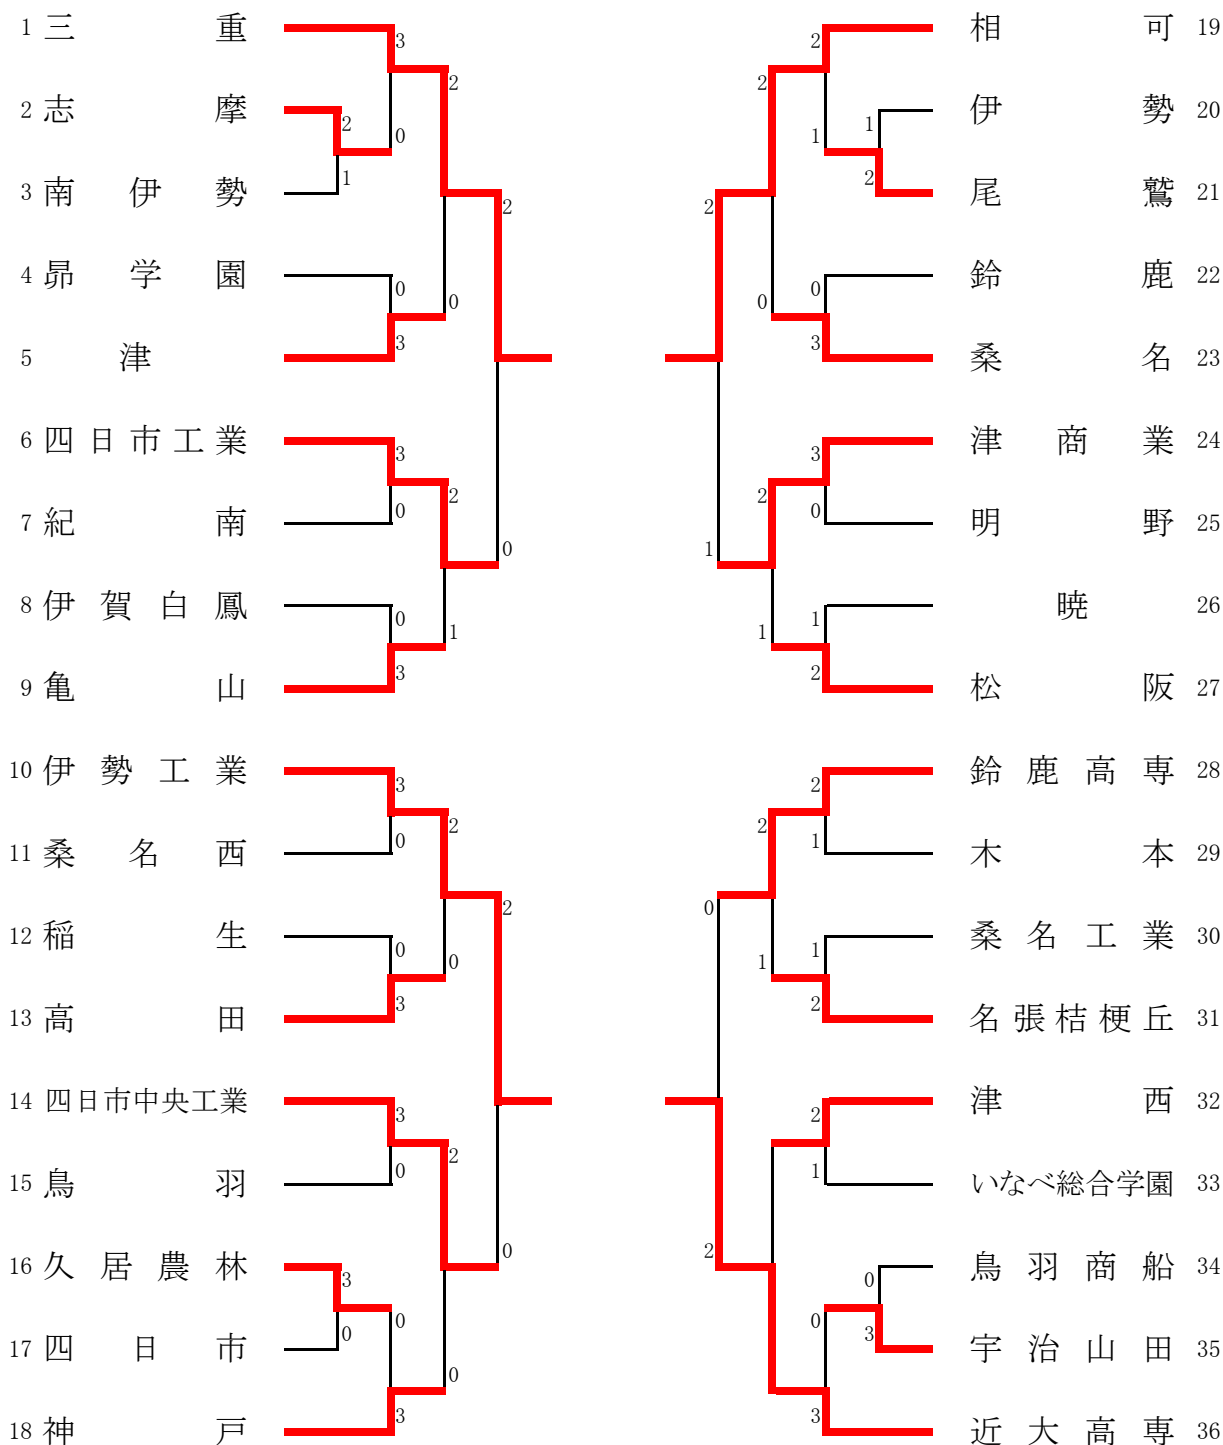 1 三重
3
2
2 志摩
2
0
1
3 南伊勢
2
4 昴学園
0
0
3
5 津
6 四日市工業
3
2
0
7 紀南
0
8 伊賀白鳳
0
1
3
9 亀山
10 伊勢工業
3
2
0
11 桑名西
2
12 稲生
0
0
3
13 高田
14 四日市中央工業
3
2
0
15 鳥羽
0
16 久居農林
3
0
0
17 四日市
0
3
18 神戸
相可 19
2
2
伊勢 20
1
1
2
尾鷲 21
2
鈴鹿 22
0
0
3
桑名 23
津商業 24
3
2
0
明野 25
1
暁 26
1
1
2
松阪 27
鈴鹿高専 28
2
2
1
木本 29
0
桑名工業 30
1
1
2
名張桔梗丘 31
津西 32
2
1
いなべ総合学園 33
2
鳥羽商船 34
0
0
3
宇治山田 35
3
近大高専 36